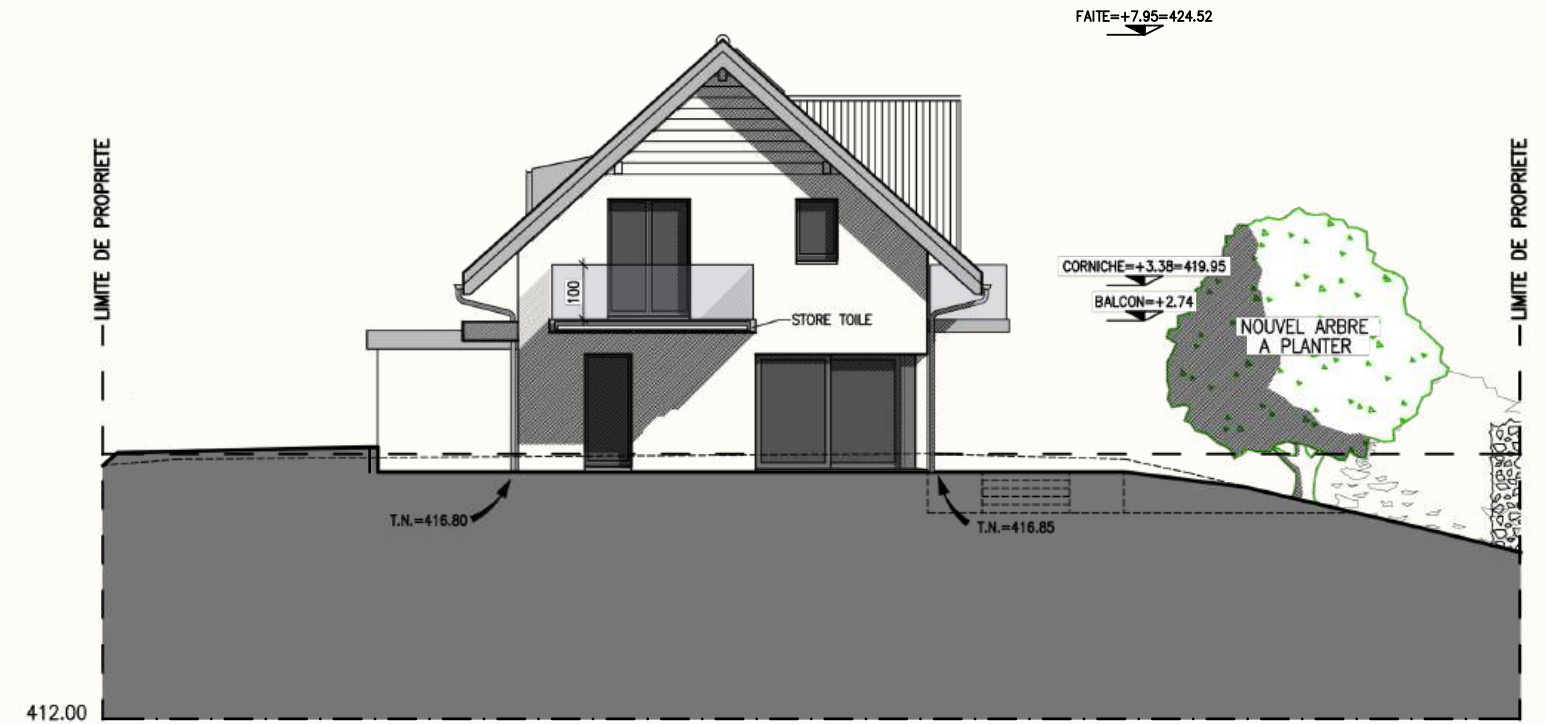 FAITE=+7.95=424.52
LIMITE DE PROPRIETE
LIMITE DE PROPRIETE
CORNICHE=+3.38=419.95
100
BALCON=+2.74
STORE TOILE
NOUVEL ARBRE
A PLANTER
T.N.=416.80
T.N.=416.85
412.00